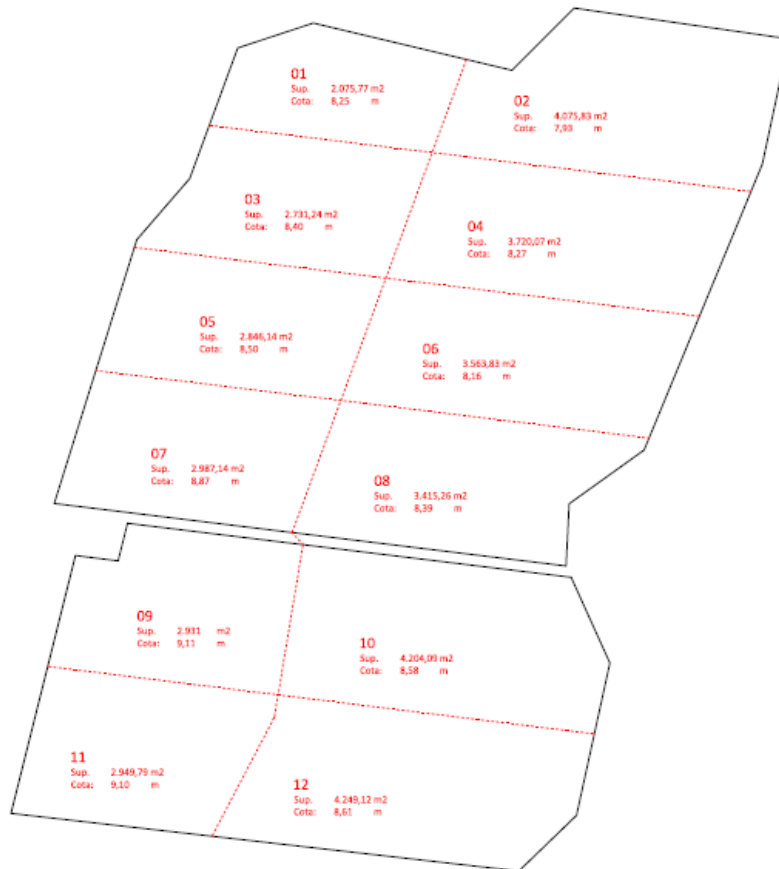 01
Sup. 2.075,77 m2
Cota: 8,25 m
02
Sup. 4.075,83 m2
Cota: 7,93 m
03
Sup. 2.731,24 m2
Cota: 8,40 m
04
Sup. 3.720,07 m2
Cota: 8,27 m
05
Sup. 2.846,14 m2
Cota: 8,50 m
06
Sup. 3.563,83 m2
Cota: 8,16 m
07
Sup. 2.987,14 m2
Cota: 8,87 m
08
Sup. 3.415,26 m2
Cota: 8,39 m
09
Sup. 2.931 m2
Cota: 9,11 m
10
Sup. 4.204,09 m2
Cota: 8,58 m
11
Sup. 2.949,79 m2
Cota: 9,10 m
12
Sup. 4.249,12 m2
Cota: 8,61 m